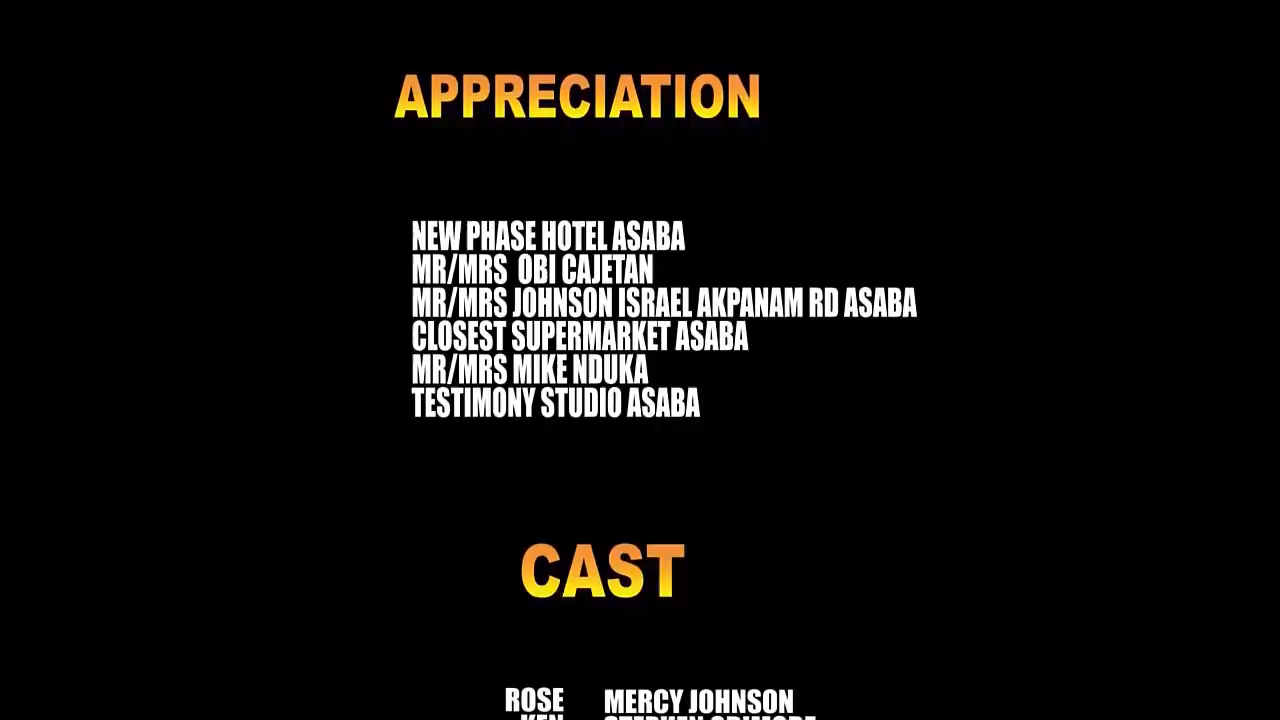 APPRECIATION
NEW PHASE HOTEL ASABA
MR/MRS OBI CAJETAN
MR/MRS JOHNSON ISRAEL AKPANAM RD ASABA
CLOSEST SUPERMARKET ASABA
MR/MRS MIKE NDUKA
TESTIMONY STUDIO ASABA
CAST
ROSE MERCY JOHNSON